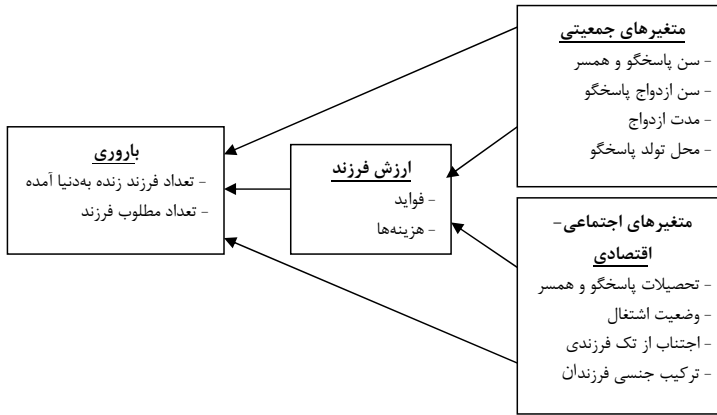 متغیرهای جمعیتی
- سن پاسخگو و همسر
- سن ازدواج پاسخگو
- مدت ازدواج
- محل تولد پاسخگو
متغیرهای اجتماعی-
اقتصادی
- تحصیلات پاسخگو و همسر
- وضعیت اشتغال
- اجتناب از تک فرزندی
- ترکیب جنسی فرزندان
ارزش فرزند
- فواید
- هزینه‌ها
باروری
- تعداد فرزند زنده به‌دنیا آمده
- تعداد مطلوب فرزند